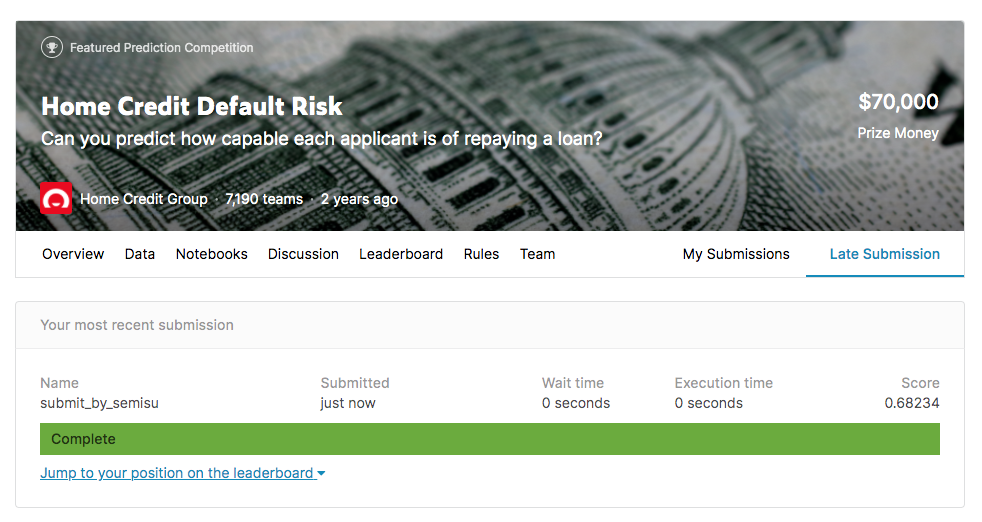 Featured Prediction Competition
Home Credit Default Risk
Can you predict how capable each applicant is of repaying a loan?
$70,000
Prize Money
Home Credit Group · 7,190 teams · 2 years ago
Overview Data Notebooks Discussion Leaderboard Rules Team My Submissions Late Submission
Your most recent submission
Name Submitted Wait time Execution time Score
submit_by_semisu just now 0 seconds 0 seconds 0.68234
Complete
Jump to your position on the leaderboard